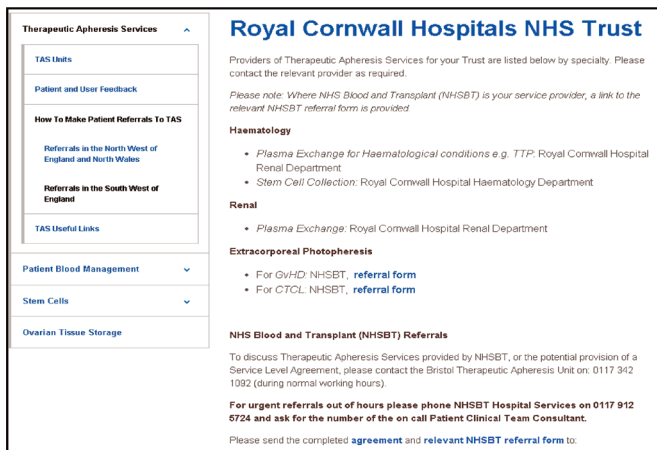 Therapeutic Apheresis Services
TAS Units
Patient and User Feedback
How To Make Patient Referrals To TAS
Referrals in the North West of
England and North Wales
Referrals in the South West of
England
TAS Useful Links
Patient Blood Management
Stem Cells
Ovarian Tissue Storage
Royal Cornwall Hospitals NHS Trust
Providers of Therapeutic Apheresis Services for your Trust are listed below by specialty. Please
contact the relevant provider as required.
Please note: Where NHS Blood and Transplant (NHSBT) is your service provider, a link to the
relevant NHSBT referral form is provided.
Haematology
• Plasma Exchange for Haematological conditions e.g. TTP: Royal Cornwall Hospital
Renal Department
• Stem Cell Collection: Royal Cornwall Hospital Haematology Department
Renal
• Plasma Exchange: Royal Cornwall Hospital Renal Department
Extracorporeal Photopheresis
• For GvHD: NHSBT, referral form
• For CTCL: NHSBT, referral form
NHS Blood and Transplant (NHSBT) Referrals
To discuss Therapeutic Apheresis Services provided by NHSBT, or the potential provision of a
Service Level Agreement, please contact the Bristol Therapeutic Apheresis Unit on: 0117 342
1092 (during normal working hours).
For urgent referrals out of hours please phone NHSBT Hospital Services on 0117 912
5724 and ask for the number of the on call Patient Clinical Team Consultant.
Please send the completed agreement and relevant NHSBT referral form to: